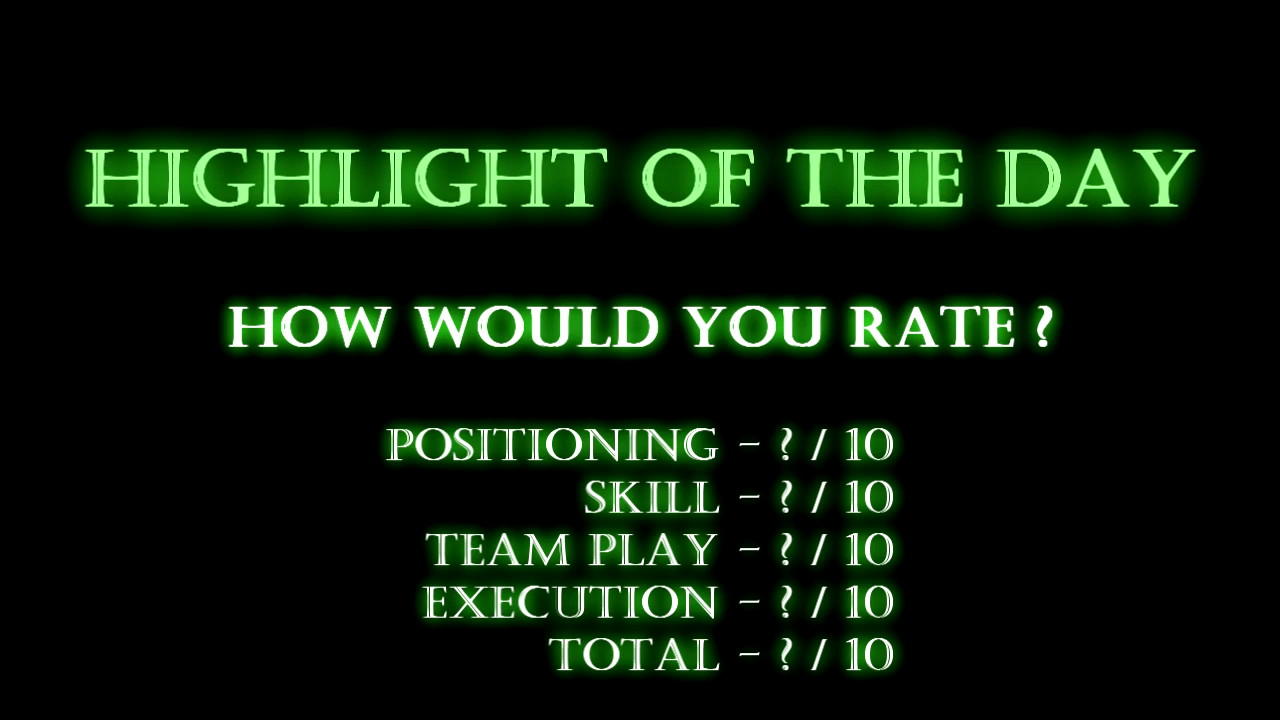 HIGHLIGHT OF THE DAY
HOW WOULD YOU RATE ?
POSITIONING - ? / 10
SKILL - ? / 10
TEAM PLAY - ? / 10
EXECUTION - ? / 10
TOTAL - ? / 10